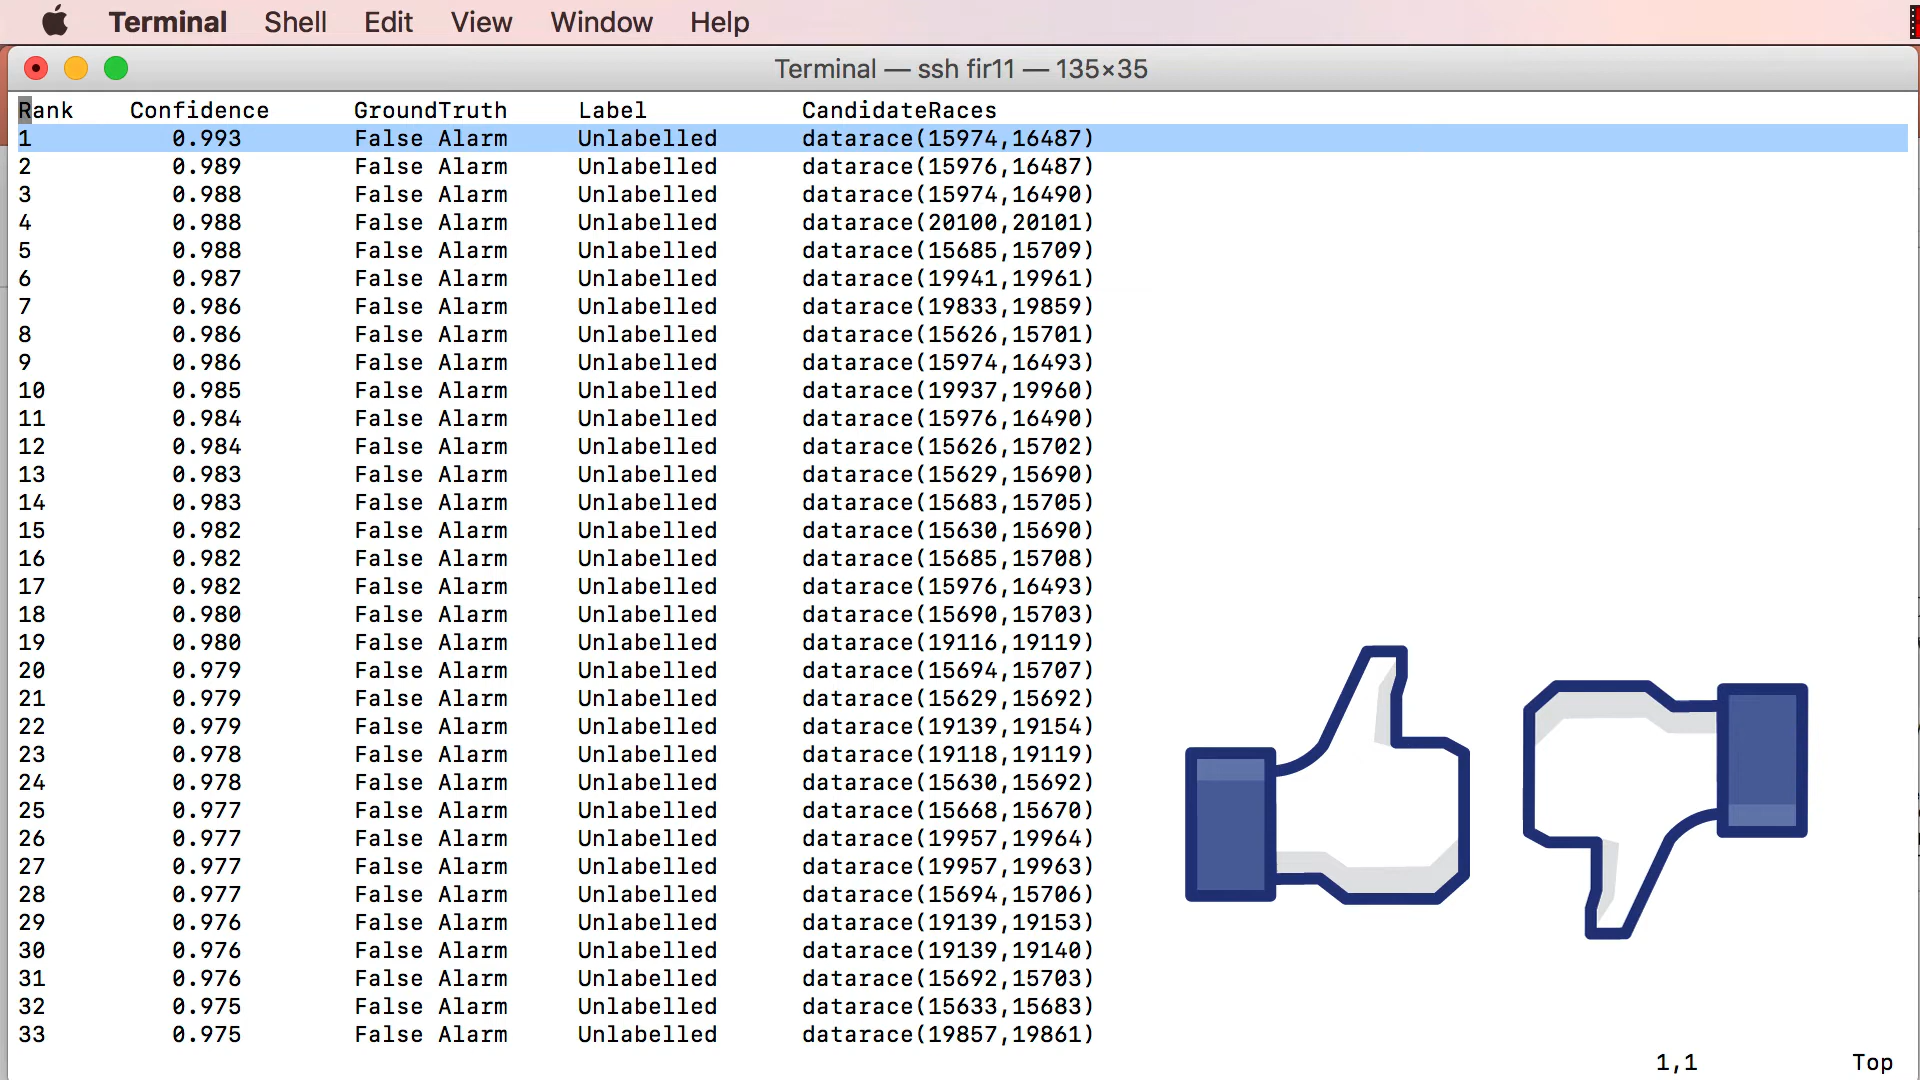 Terminal Shell Edit View Window Help
Terminal — ssh fir11 — 135×35
Rank Confidence GroundTruth Label CandidateRaces
1 0.993 False Alarm Unlabelled datarace(15974,16487)
2 0.989 False Alarm Unlabelled datarace(15976,16487)
3 0.988 False Alarm Unlabelled datarace(15974,16490)
4 0.988 False Alarm Unlabelled datarace(20100,20101)
5 0.988 False Alarm Unlabelled datarace(15685,15709)
6 0.987 False Alarm Unlabelled datarace(19941,19961)
7 0.986 False Alarm Unlabelled datarace(19833,19859)
8 0.986 False Alarm Unlabelled datarace(15626,15701)
9 0.986 False Alarm Unlabelled datarace(15974,16493)
10 0.985 False Alarm Unlabelled datarace(19937,19960)
11 0.984 False Alarm Unlabelled datarace(15976,16490)
12 0.984 False Alarm Unlabelled datarace(15626,15702)
13 0.983 False Alarm Unlabelled datarace(15629,15690)
14 0.983 False Alarm Unlabelled datarace(15683,15705)
15 0.982 False Alarm Unlabelled datarace(15630,15690)
16 0.982 False Alarm Unlabelled datarace(15685,15708)
17 0.982 False Alarm Unlabelled datarace(15976,16493)
18 0.980 False Alarm Unlabelled datarace(15690,15703)
19 0.980 False Alarm Unlabelled datarace(19116,19119)
20 0.979 False Alarm Unlabelled datarace(15694,15707)
21 0.979 False Alarm Unlabelled datarace(15629,15692)
22 0.979 False Alarm Unlabelled datarace(19139,19154)
23 0.978 False Alarm Unlabelled datarace(19118,19119)
24 0.978 False Alarm Unlabelled datarace(15630,15692)
25 0.977 False Alarm Unlabelled datarace(15668,15670)
26 0.977 False Alarm Unlabelled datarace(19957,19964)
27 0.977 False Alarm Unlabelled datarace(19957,19963)
28 0.977 False Alarm Unlabelled datarace(15694,15706)
29 0.976 False Alarm Unlabelled datarace(19139,19153)
30 0.976 False Alarm Unlabelled datarace(19139,19140)
31 0.976 False Alarm Unlabelled datarace(15692,15703)
32 0.975 False Alarm Unlabelled datarace(15633,15683)
33 0.975 False Alarm Unlabelled datarace(19857,19861)
1,1 Top